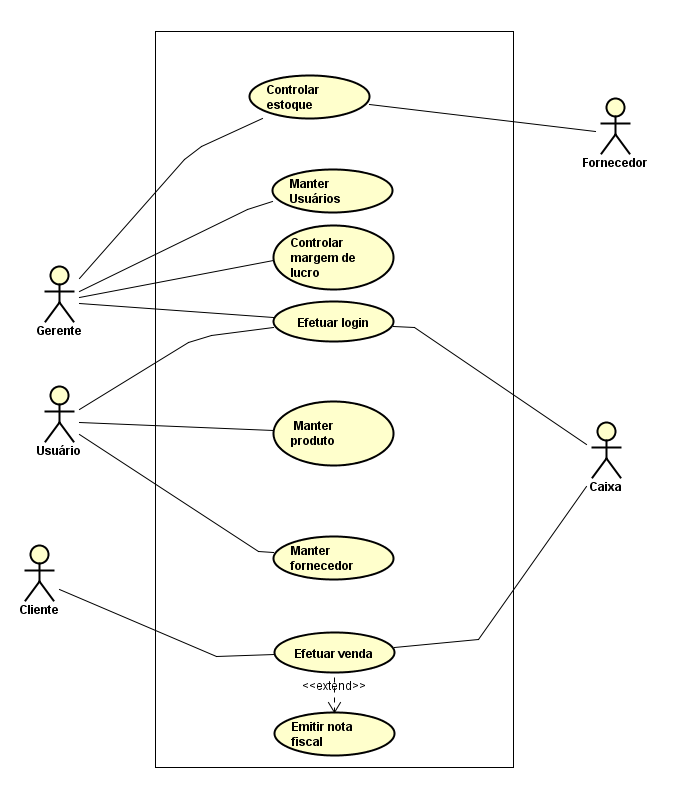 Controlar
estoque
Fornecedor
Manter
Usuários
Controlar
margem de
lucro
Gerente
Efetuar login
Usuário
Manter
produto
Caixa
Manter
fornecedor
Cliente
Efetuar venda
<<extend>>
Emitir nota
fiscal